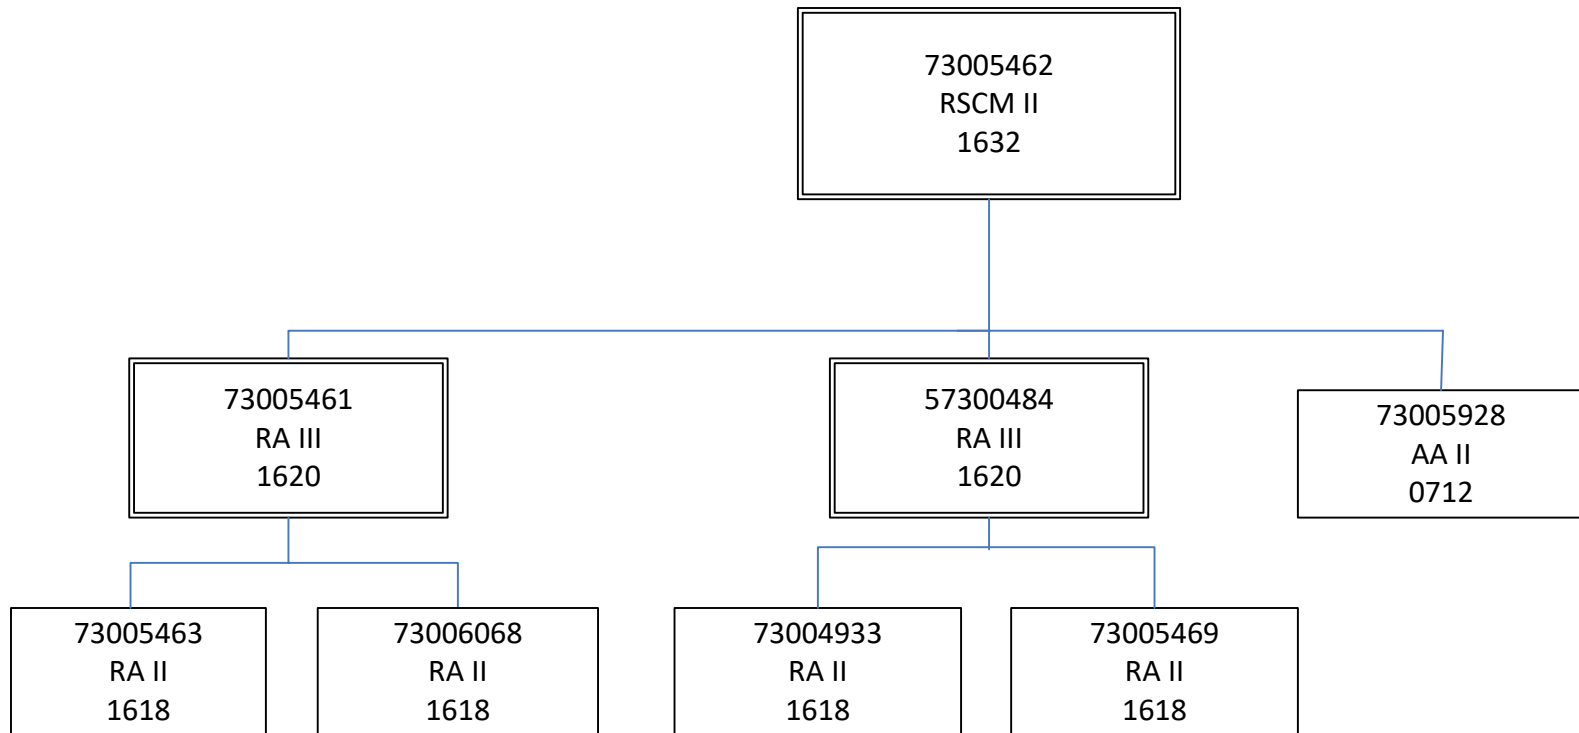 73005462
RSCM II
1632
73005461
RA III
1620
57300484
RA III
1620
73005928
AA II
0712
73005463
RA II
1618
73006068
RA II
1618
73004933
RA II
1618
73005469
RA II
1618